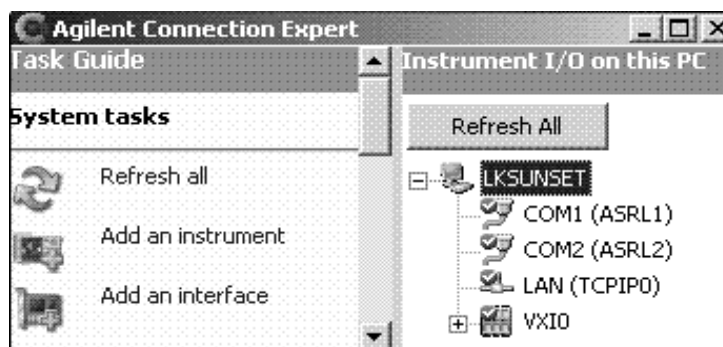 Agilent Connection Expert
Task Guide
System tasks
Refresh all
Add an instrument
Add an interface
Instrument I/O on this PC
Refresh All
LKSUNSET
COM1 (ASRL1)
COM2 (ASRL2)
LAN (TCPIP0)
VXI0